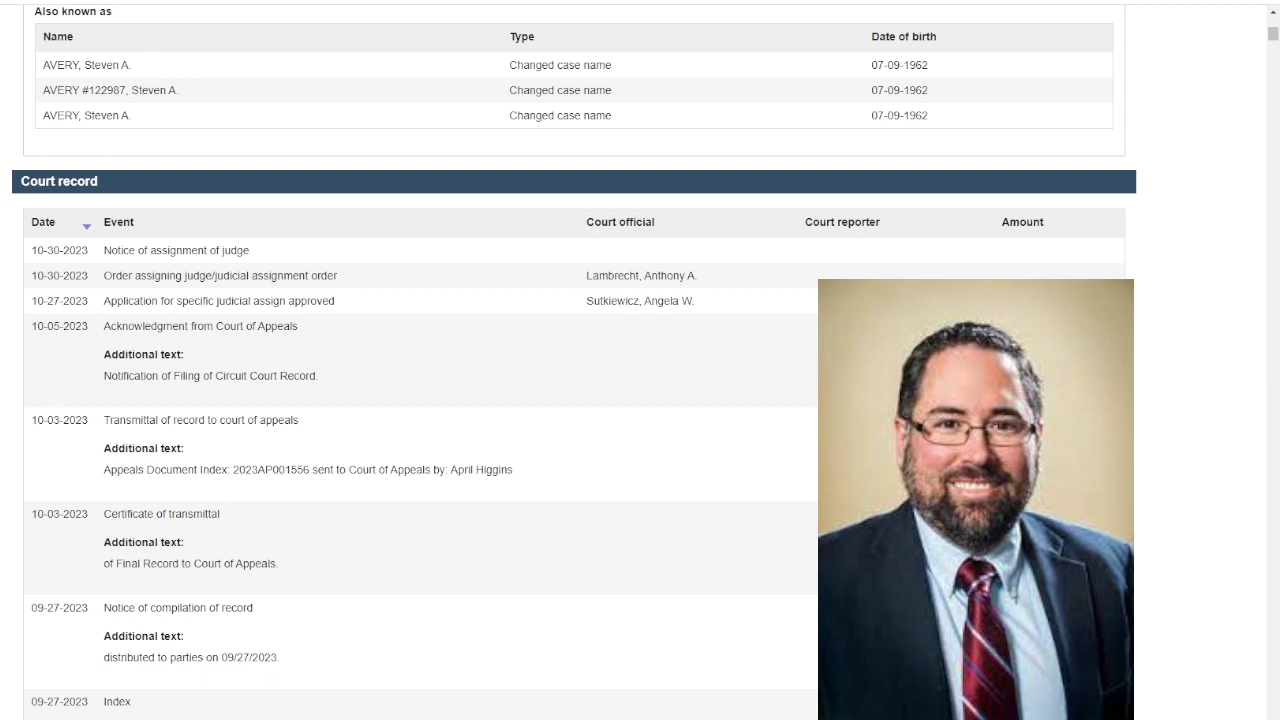 Also known as
Name Type Date of birth
AVERY, Steven A. Changed case name 07-09-1962
AVERY #122987, Steven A. Changed case name 07-09-1962
AVERY, Steven A. Changed case name 07-09-1962
Court record
Date Event Court official Court reporter Amount
10-30-2023 Notice of assignment of judge
10-30-2023 Order assigning judge/judicial assignment order Lambrecht, Anthony A.
10-27-2023 Application for specific judicial assign approved Sutkiewicz, Angela W.
10-05-2023 Acknowledgment from Court of Appeals
Additional text:
Notification of Filing of Circuit Court Record.
10-03-2023 Transmittal of record to court of appeals
Additional text:
Appeals Document Index: 2023AP001556 sent to Court of Appeals by: April Higgins
10-03-2023 Certificate of transmittal
Additional text:
of Final Record to Court of Appeals.
09-27-2023 Notice of compilation of record
Additional text:
distributed to parties on 09/27/2023.
09-27-2023 Index